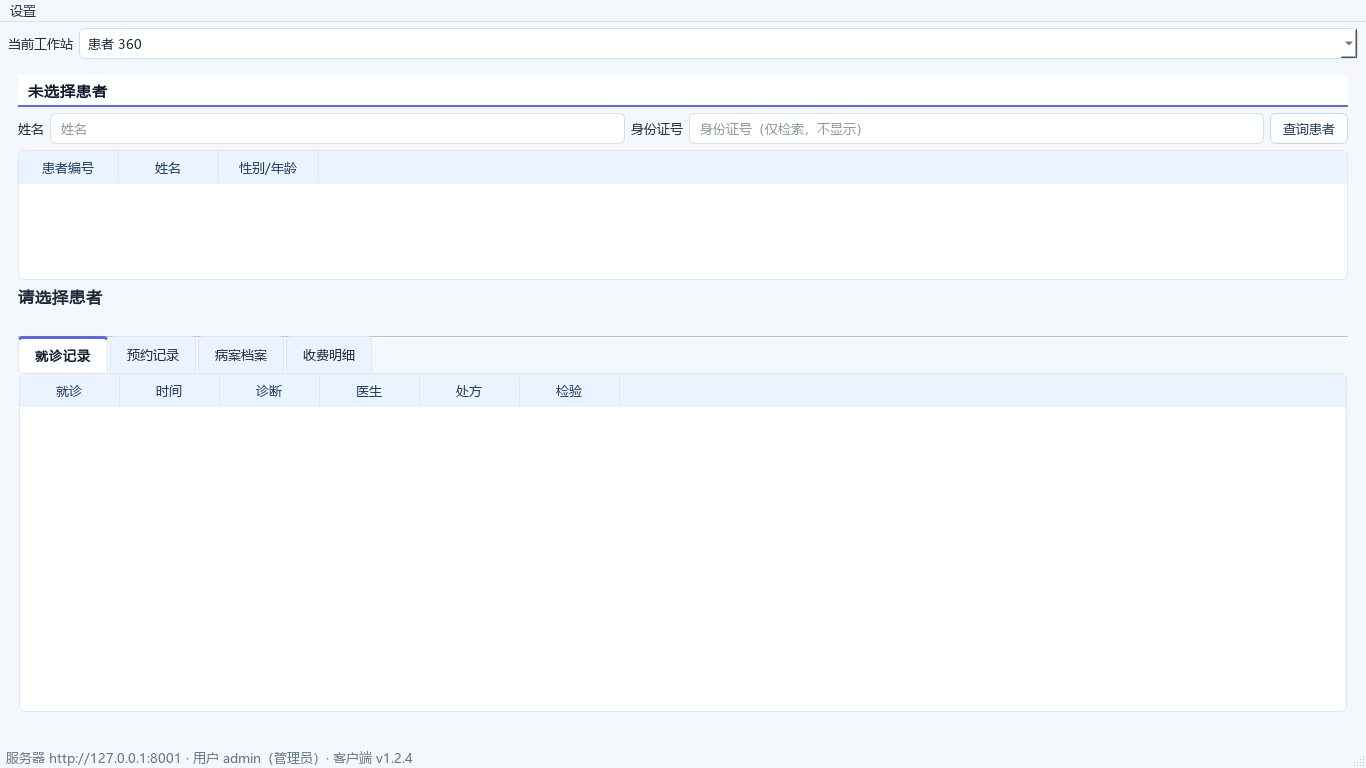 设置
当前工作站 患者 360
未选择患者
姓名 姓名 身份证号 身份证号（仅检索，不显示） 查询患者
患者编号 姓名 性别/年龄
请选择患者
就诊记录 预约记录 病案档案 收费明细
就诊 时间 诊断 医生 处方 检验
服务器 http://127.0.0.1:8001 · 用户 admin（管理员）· 客户端 v1.2.4